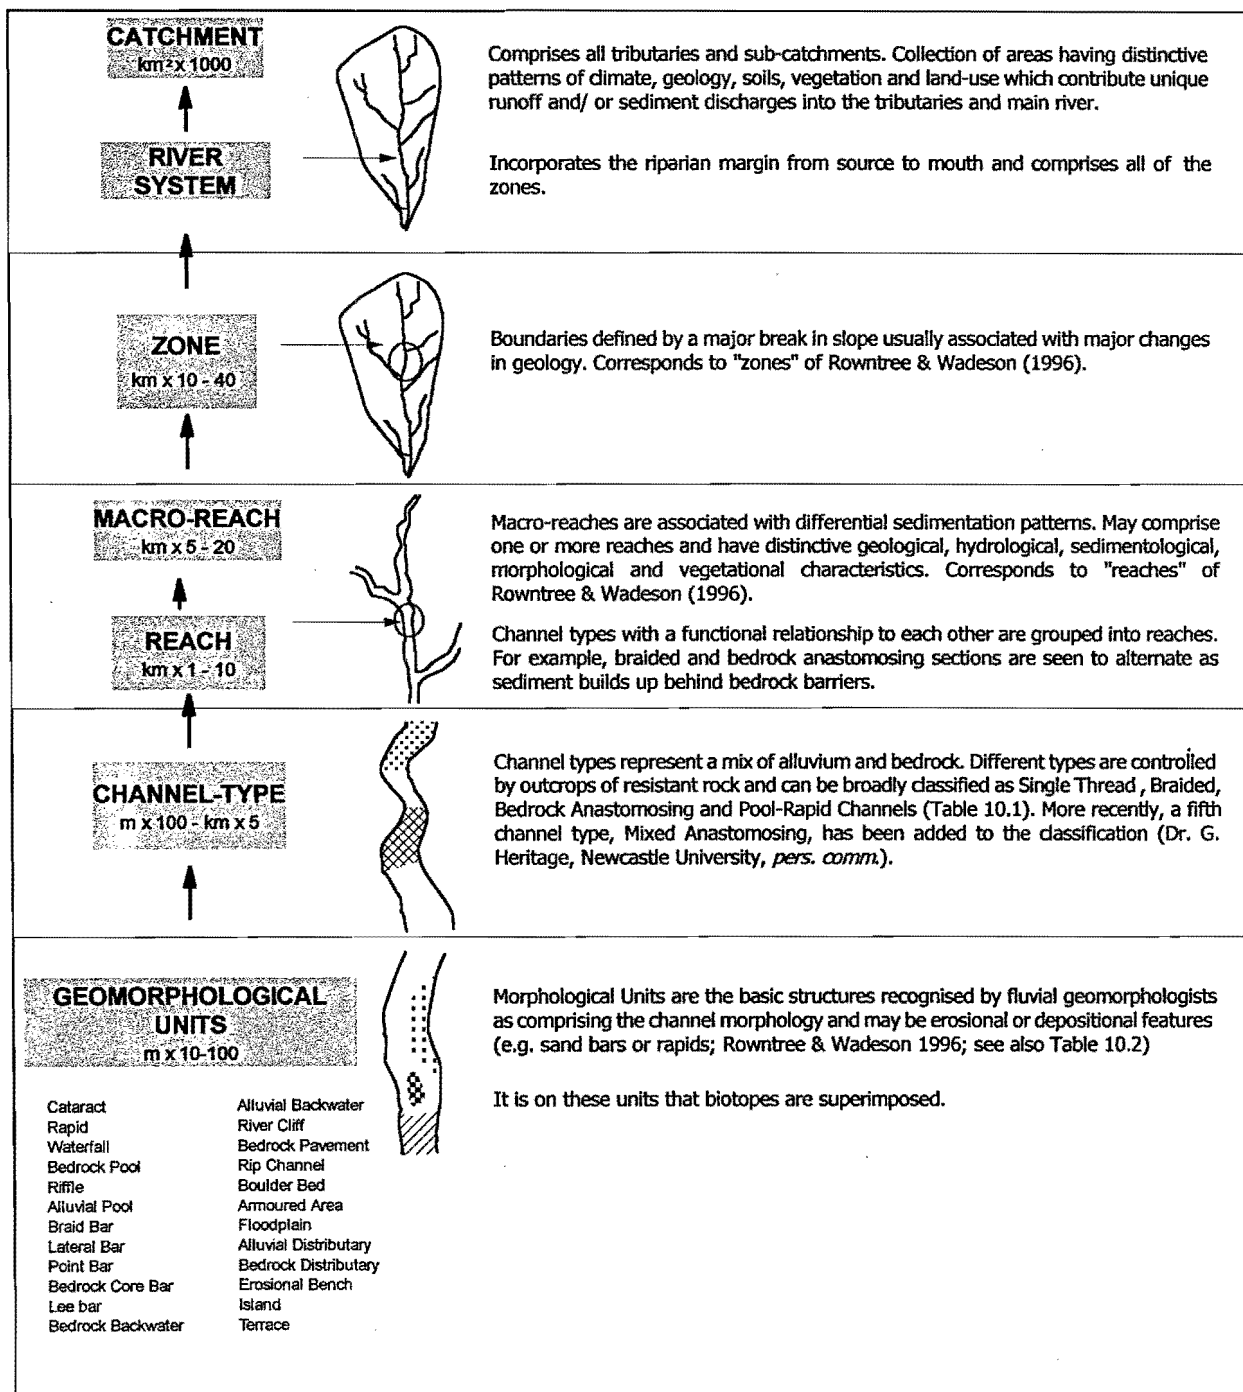 CATCHMENT
km² x 1000
RIVER
SYSTEM
Comprises all tributaries and sub-catchments. Collection of areas having distinctive
patterns of climate, geology, soils, vegetation and land-use which contribute unique
runoff and/ or sediment discharges into the tributaries and main river.
Incorporates the riparian margin from source to mouth and comprises all of the
zones.
ZONE
km x 10 - 40
Boundaries defined by a major break in slope usually associated with major changes
in geology. Corresponds to "zones" of Rowntree & Wadeson (1996).
MACRO-REACH
km x 5 - 20
REACH
km x 1 - 10
Macro-reaches are associated with differential sedimentation patterns. May comprise
one or more reaches and have distinctive geological, hydrological, sedimentological,
morphological and vegetational characteristics. Corresponds to "reaches" of
Rowntree & Wadeson (1996).
Channel types with a functional relationship to each other are grouped into reaches.
For example, braided and bedrock anastomosing sections are seen to alternate as
sediment builds up behind bedrock barriers.
CHANNEL-TYPE
m x 100 - km x 5
Channel types represent a mix of alluvium and bedrock. Different types are controlled
by outcrops of resistant rock and can be broadly classified as Single Thread , Braided,
Bedrock Anastomosing and Pool-Rapid Channels (Table 10.1). More recently, a fifth
channel type, Mixed Anastomosing, has been added to the classification (Dr. G.
Heritage, Newcastle University, pers. comm.).
GEOMORPHOLOGICAL
UNITS
m x 10-100
Morphological Units are the basic structures recognised by fluvial geomorphologists
as comprising the channel morphology and may be erosional or depositional features
(e.g. sand bars or rapids; Rowntree & Wadeson 1996; see also Table 10.2)
It is on these units that biotopes are superimposed.
Cataract
Rapid
Waterfall
Bedrock Pool
Riffle
Alluvial Pool
Braid Bar
Lateral Bar
Point Bar
Bedrock Core Bar
Lee bar
Bedrock Backwater
Alluvial Backwater
River Cliff
Bedrock Pavement
Rip Channel
Boulder Bed
Armoured Area
Floodplain
Alluvial Distributary
Bedrock Distributary
Erosional Bench
Island
Terrace